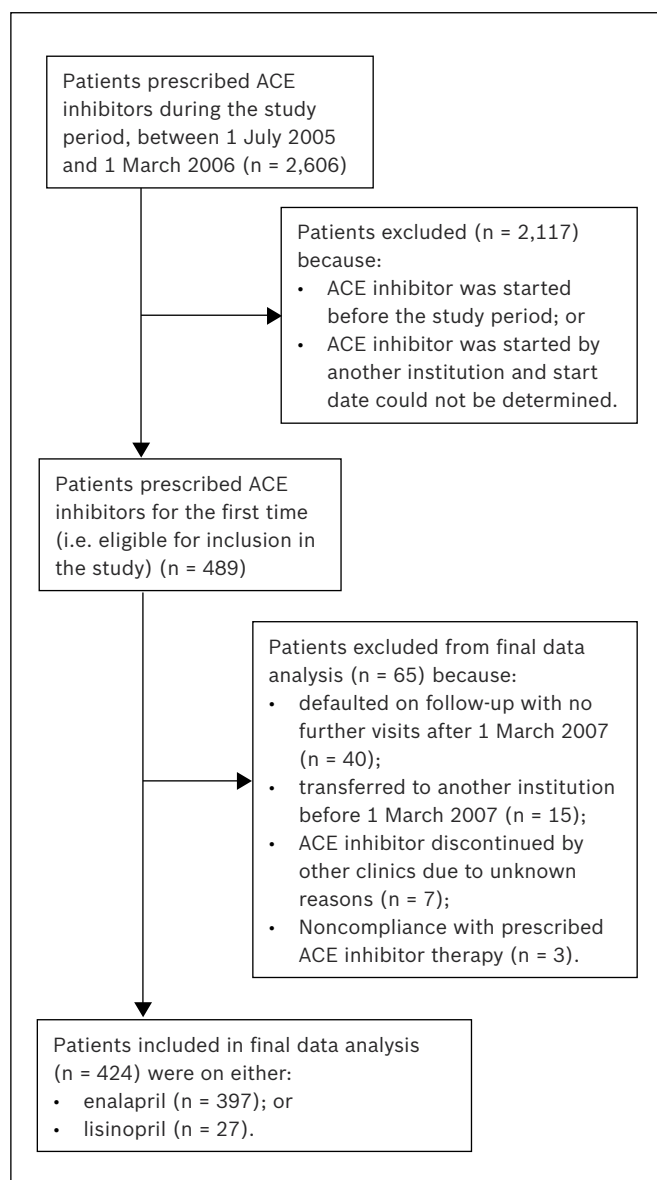 Patients prescribed ACE
inhibitors during the study
period, between 1 July 2005
and 1 March 2006 (n = 2,606)
Patients excluded (n = 2,117)
because:
• ACE inhibitor was started
before the study period; or
• ACE inhibitor was started by
another institution and start
date could not be determined.
Patients prescribed ACE
inhibitors for the first time
(i.e. eligible for inclusion in
the study) (n = 489)
Patients excluded from final data
analysis (n = 65) because:
• defaulted on follow-up with no
further visits after 1 March 2007
(n = 40);
• transferred to another institution
before 1 March 2007 (n = 15);
• ACE inhibitor discontinued by
other clinics due to unknown
reasons (n = 7);
• Noncompliance with prescribed
ACE inhibitor therapy (n = 3).
Patients included in final data analysis
(n = 424) were on either:
• enalapril (n = 397); or
• lisinopril (n = 27).